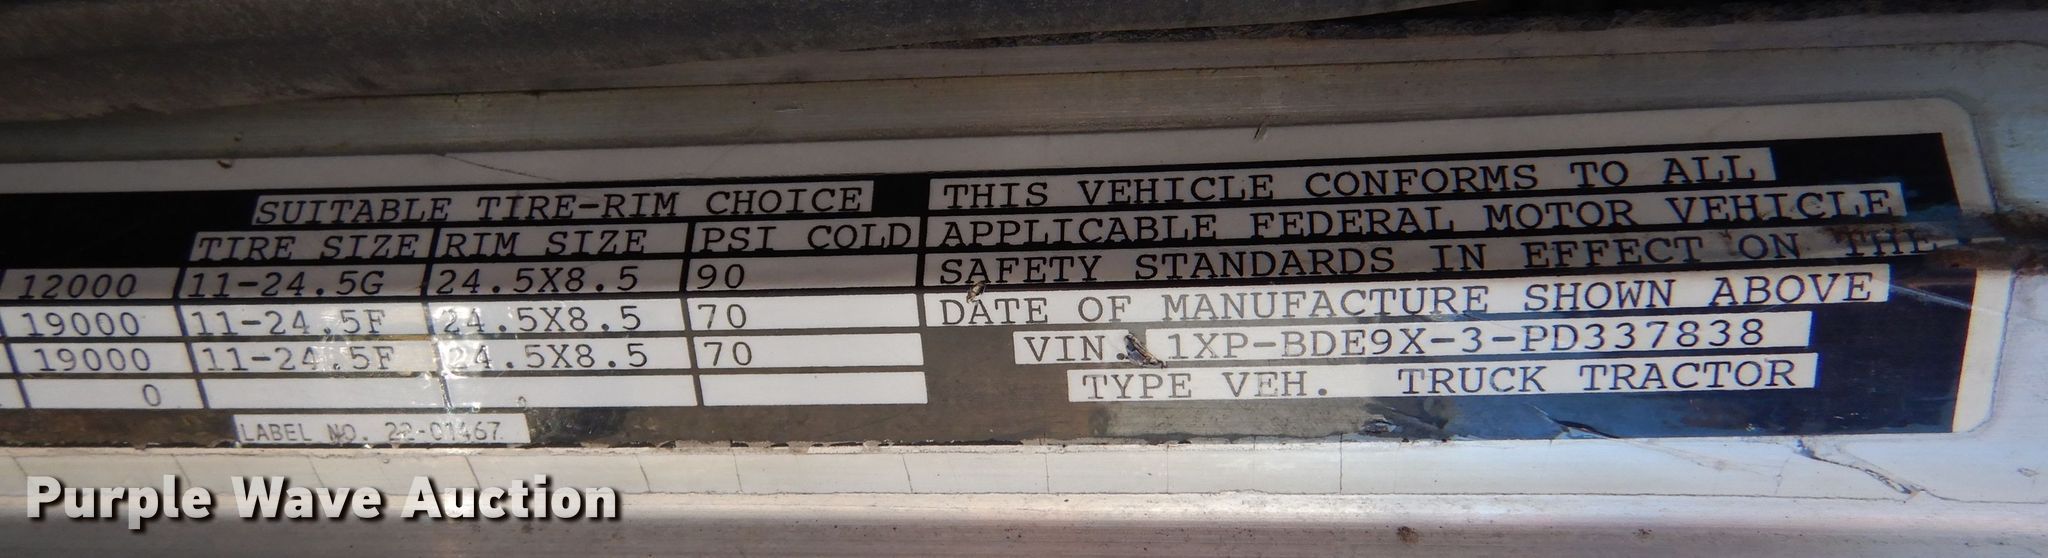 SUITABLE TIRE-RIM CHOICE
TIRE SIZE RIM SIZE PSI COLD
12000 11-24.5G 24.5X8.5 90
19000 11-24.5F 24.5X8.5 70
19000 11-24.5F 24.5X8.5 70
0
LABEL NO. 22-01467
THIS VEHICLE CONFORMS TO ALL
APPLICABLE FEDERAL MOTOR VEHICLE
SAFETY STANDARDS IN EFFECT ON THE
DATE OF MANUFACTURE SHOWN ABOVE
VIN. 1XP-BDE9X-3-PD337838
TYPE VEH. TRUCK TRACTOR
Purple Wave Auction